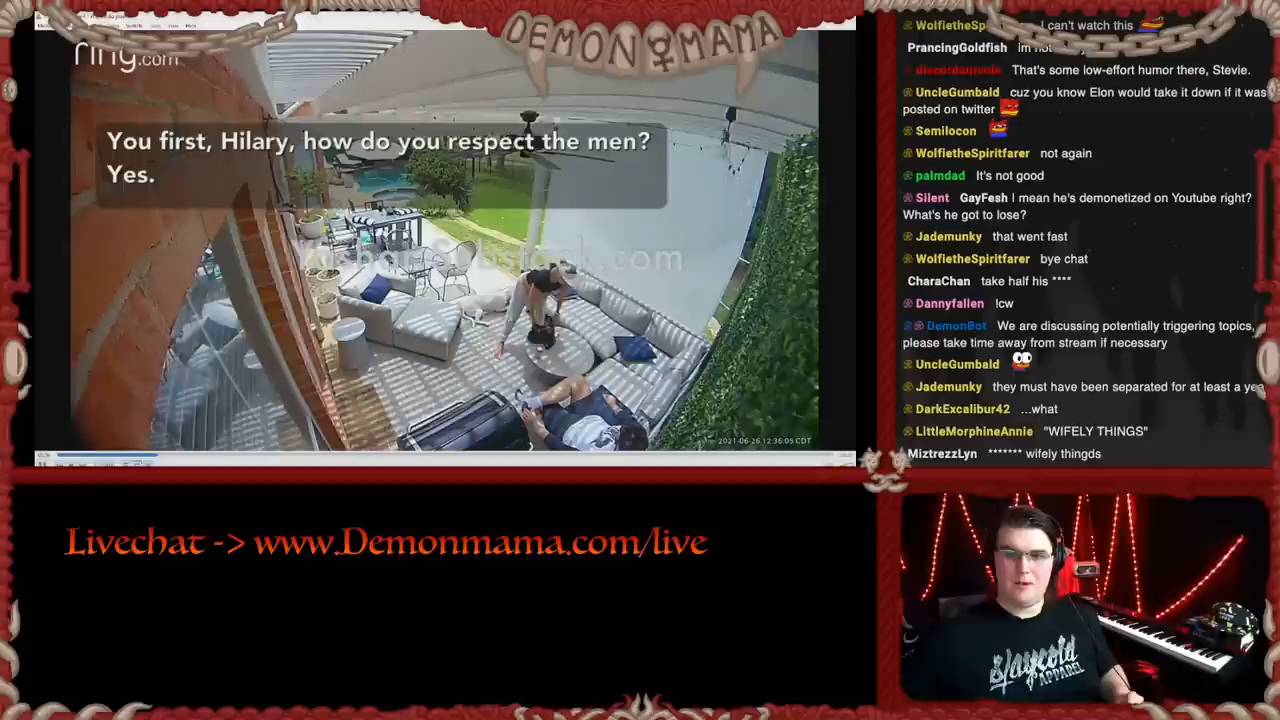 DEMON MAMA
ring.com
You first, Hilary, how do you respect the men?
Yes.
2021-06-26 12:36:05 CDT
Livechat -> www.Demonmama.com/live
I can't watch this
PrancingGoldfish
That's some low-effort humor there, Stevie.
UncleGumbald cuz you know Elon would take it down if it was
posted on twitter
Semilocon
WolfietheSpiritfarer not again
palmdad It's not good
Silent GayFesh I mean he's demonetized on Youtube right?
What's he got to lose?
Jademunky that went fast
WolfietheSpiritfarer bye chat
CharaChan take half his ****
Dannyfallen !cw
DemonBot We are discussing potentially triggering topics,
please take time away from stream if necessary
UncleGumbald
Jademunky they must have been separated for at least a
DarkExcalibur42 ...what
LittleMorphineAnnie "WIFELY THINGS"
MiztrezzLyn ******* wifely thingds
slaycold
APPAREL